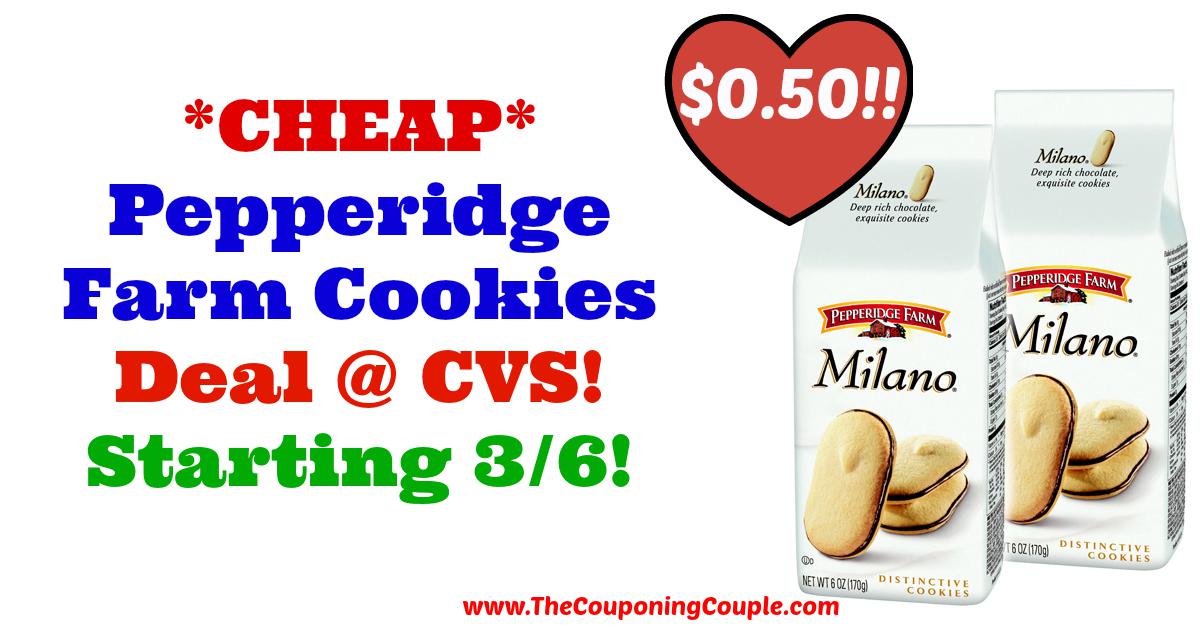 *CHEAP*
Pepperidge
Farm Cookies
Deal @ CVS!
Starting 3/6!
$0.50!!
Milano.
Deep rich chocolate,
exquisite cookies
PEPPERIDGE FARM
Milano.
NET WT 6 OZ (170g)
DISTINCTIVE
COOKIES
Milano.
Deep rich chocolate,
exquisite cookies
PEPPERIDGE FARM
Milano.
6 OZ (170g)
DISTINCTIVE
COOKIES
www.TheCouponingCouple.com